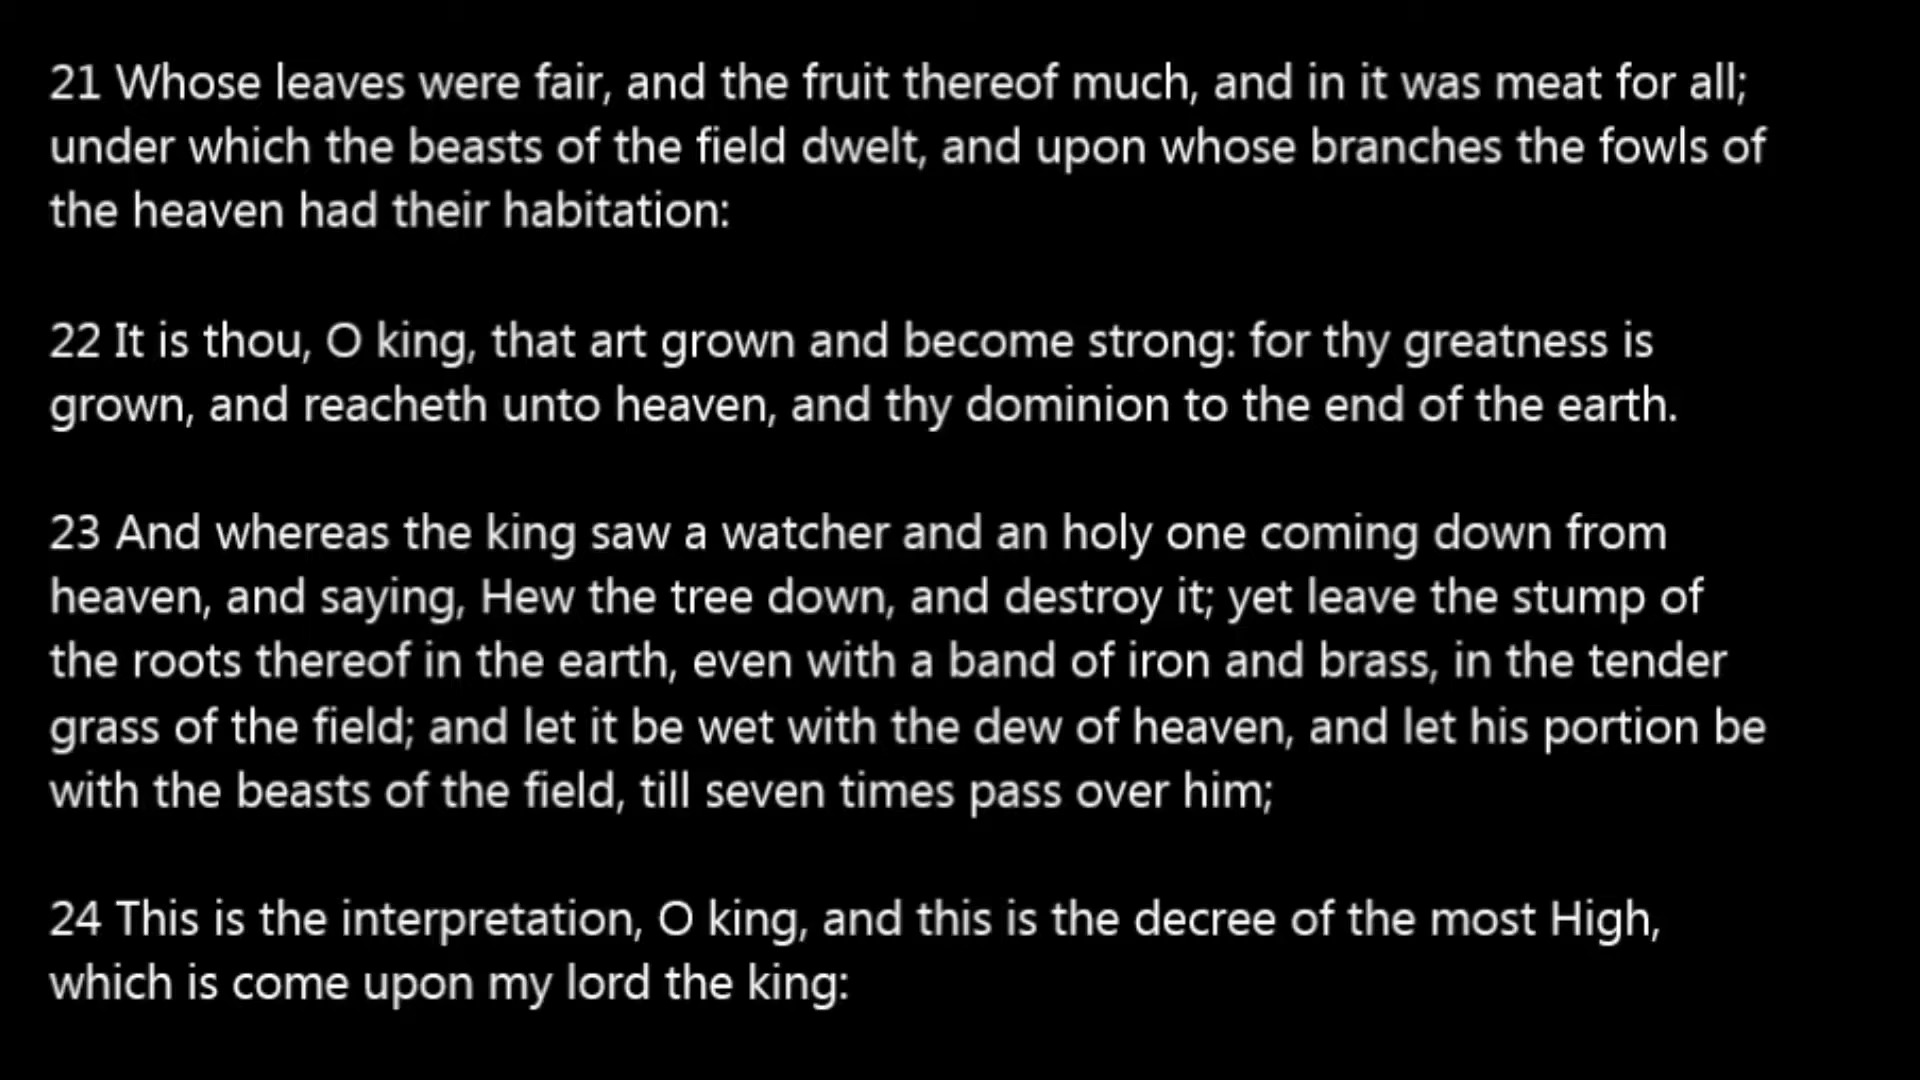 21 Whose leaves were fair, and the fruit thereof much, and in it was meat for all;
under which the beasts of the field dwelt, and upon whose branches the fowls of
the heaven had their habitation:
22 It is thou, O king, that art grown and become strong: for thy greatness is
grown, and reacheth unto heaven, and thy dominion to the end of the earth.
23 And whereas the king saw a watcher and an holy one coming down from
heaven, and saying, Hew the tree down, and destroy it; yet leave the stump of
the roots thereof in the earth, even with a band of iron and brass, in the tender
grass of the field; and let it be wet with the dew of heaven, and let his portion be
with the beasts of the field, till seven times pass over him;
24 This is the interpretation, O king, and this is the decree of the most High,
which is come upon my lord the king: